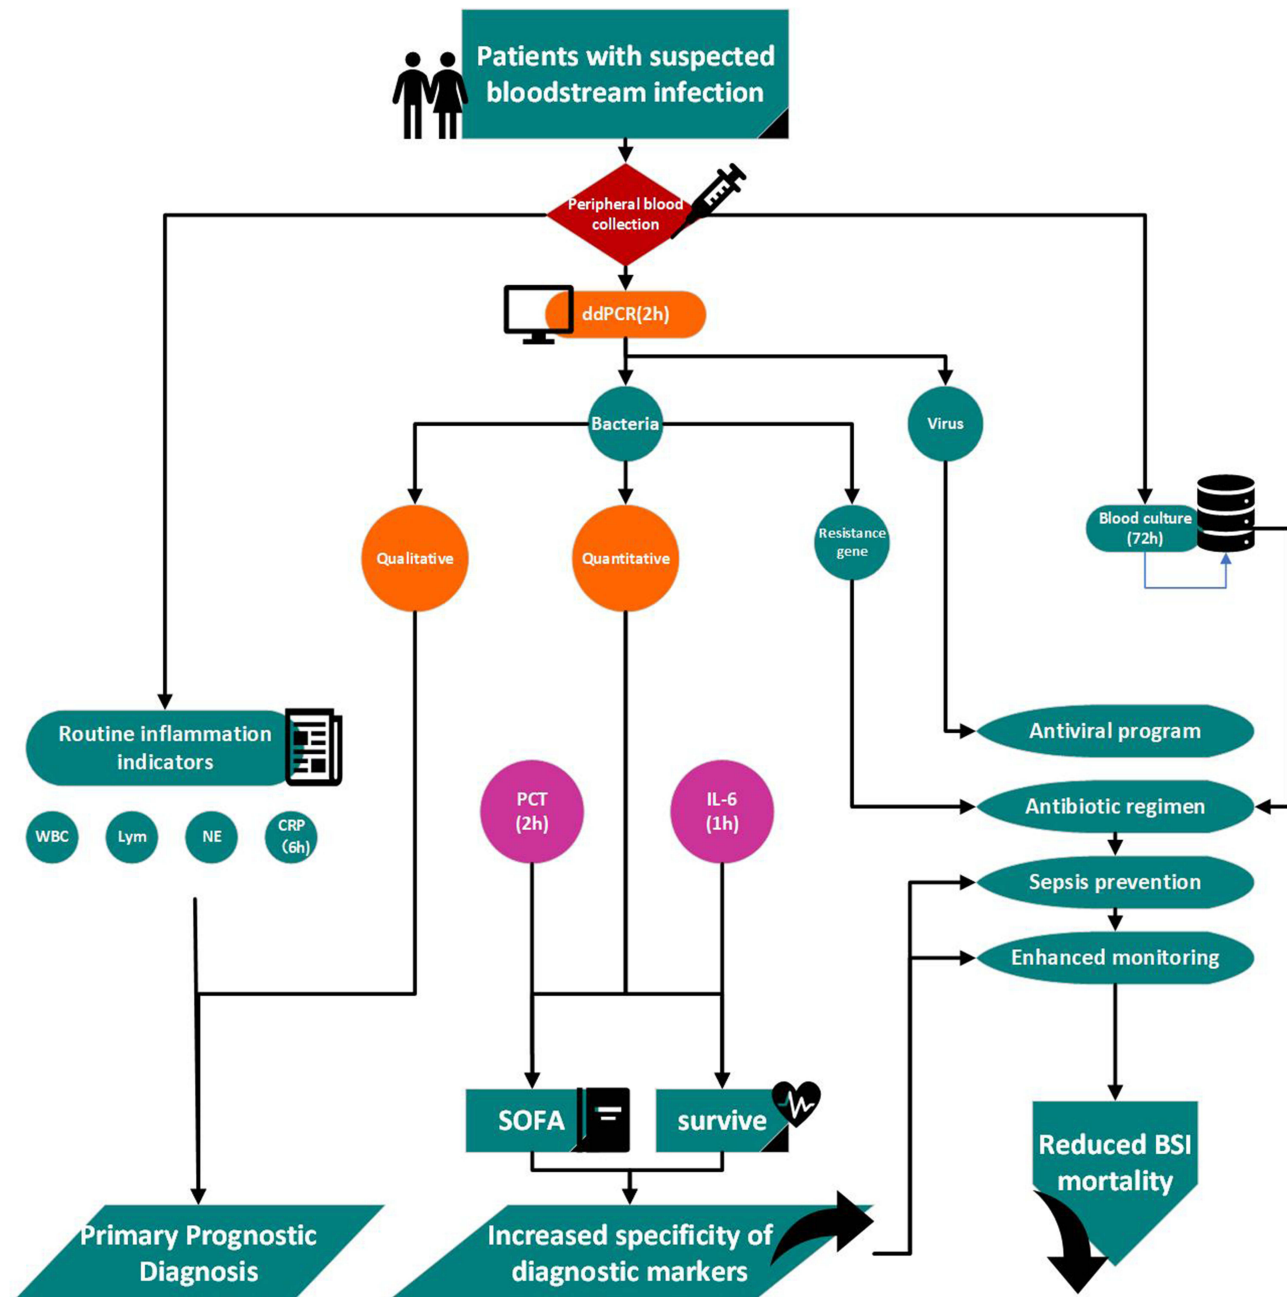 Patients with suspected
bloodstream infection
Peripheral blood
collection
ddPCR(2h)
Bacteria
Virus
Qualitative
Quantitative
Resistance
gene
Blood culture
(72h)
Routine inflammation
indicators
WBC
Lym
NE
CRP
(6h)
PCT
(2h)
IL-6
(1h)
Antiviral program
Antibiotic regimen
Sepsis prevention
Enhanced monitoring
SOFA
survive
Reduced BSI
mortality
Primary Prognostic
Diagnosis
Increased specificity of
diagnostic markers